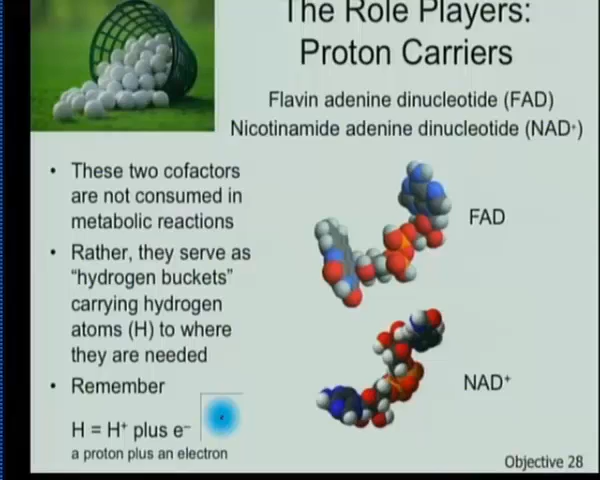 The Role Players:
Proton Carriers
Flavin adenine dinucleotide (FAD)
Nicotinamide adenine dinucleotide (NAD⁺)
• These two cofactors
are not consumed in
metabolic reactions
• Rather, they serve as
“hydrogen buckets”
carrying hydrogen
atoms (H) to where
they are needed
• Remember
H = H⁺ plus e⁻
a proton plus an electron
FAD
NAD⁺
Objective 28